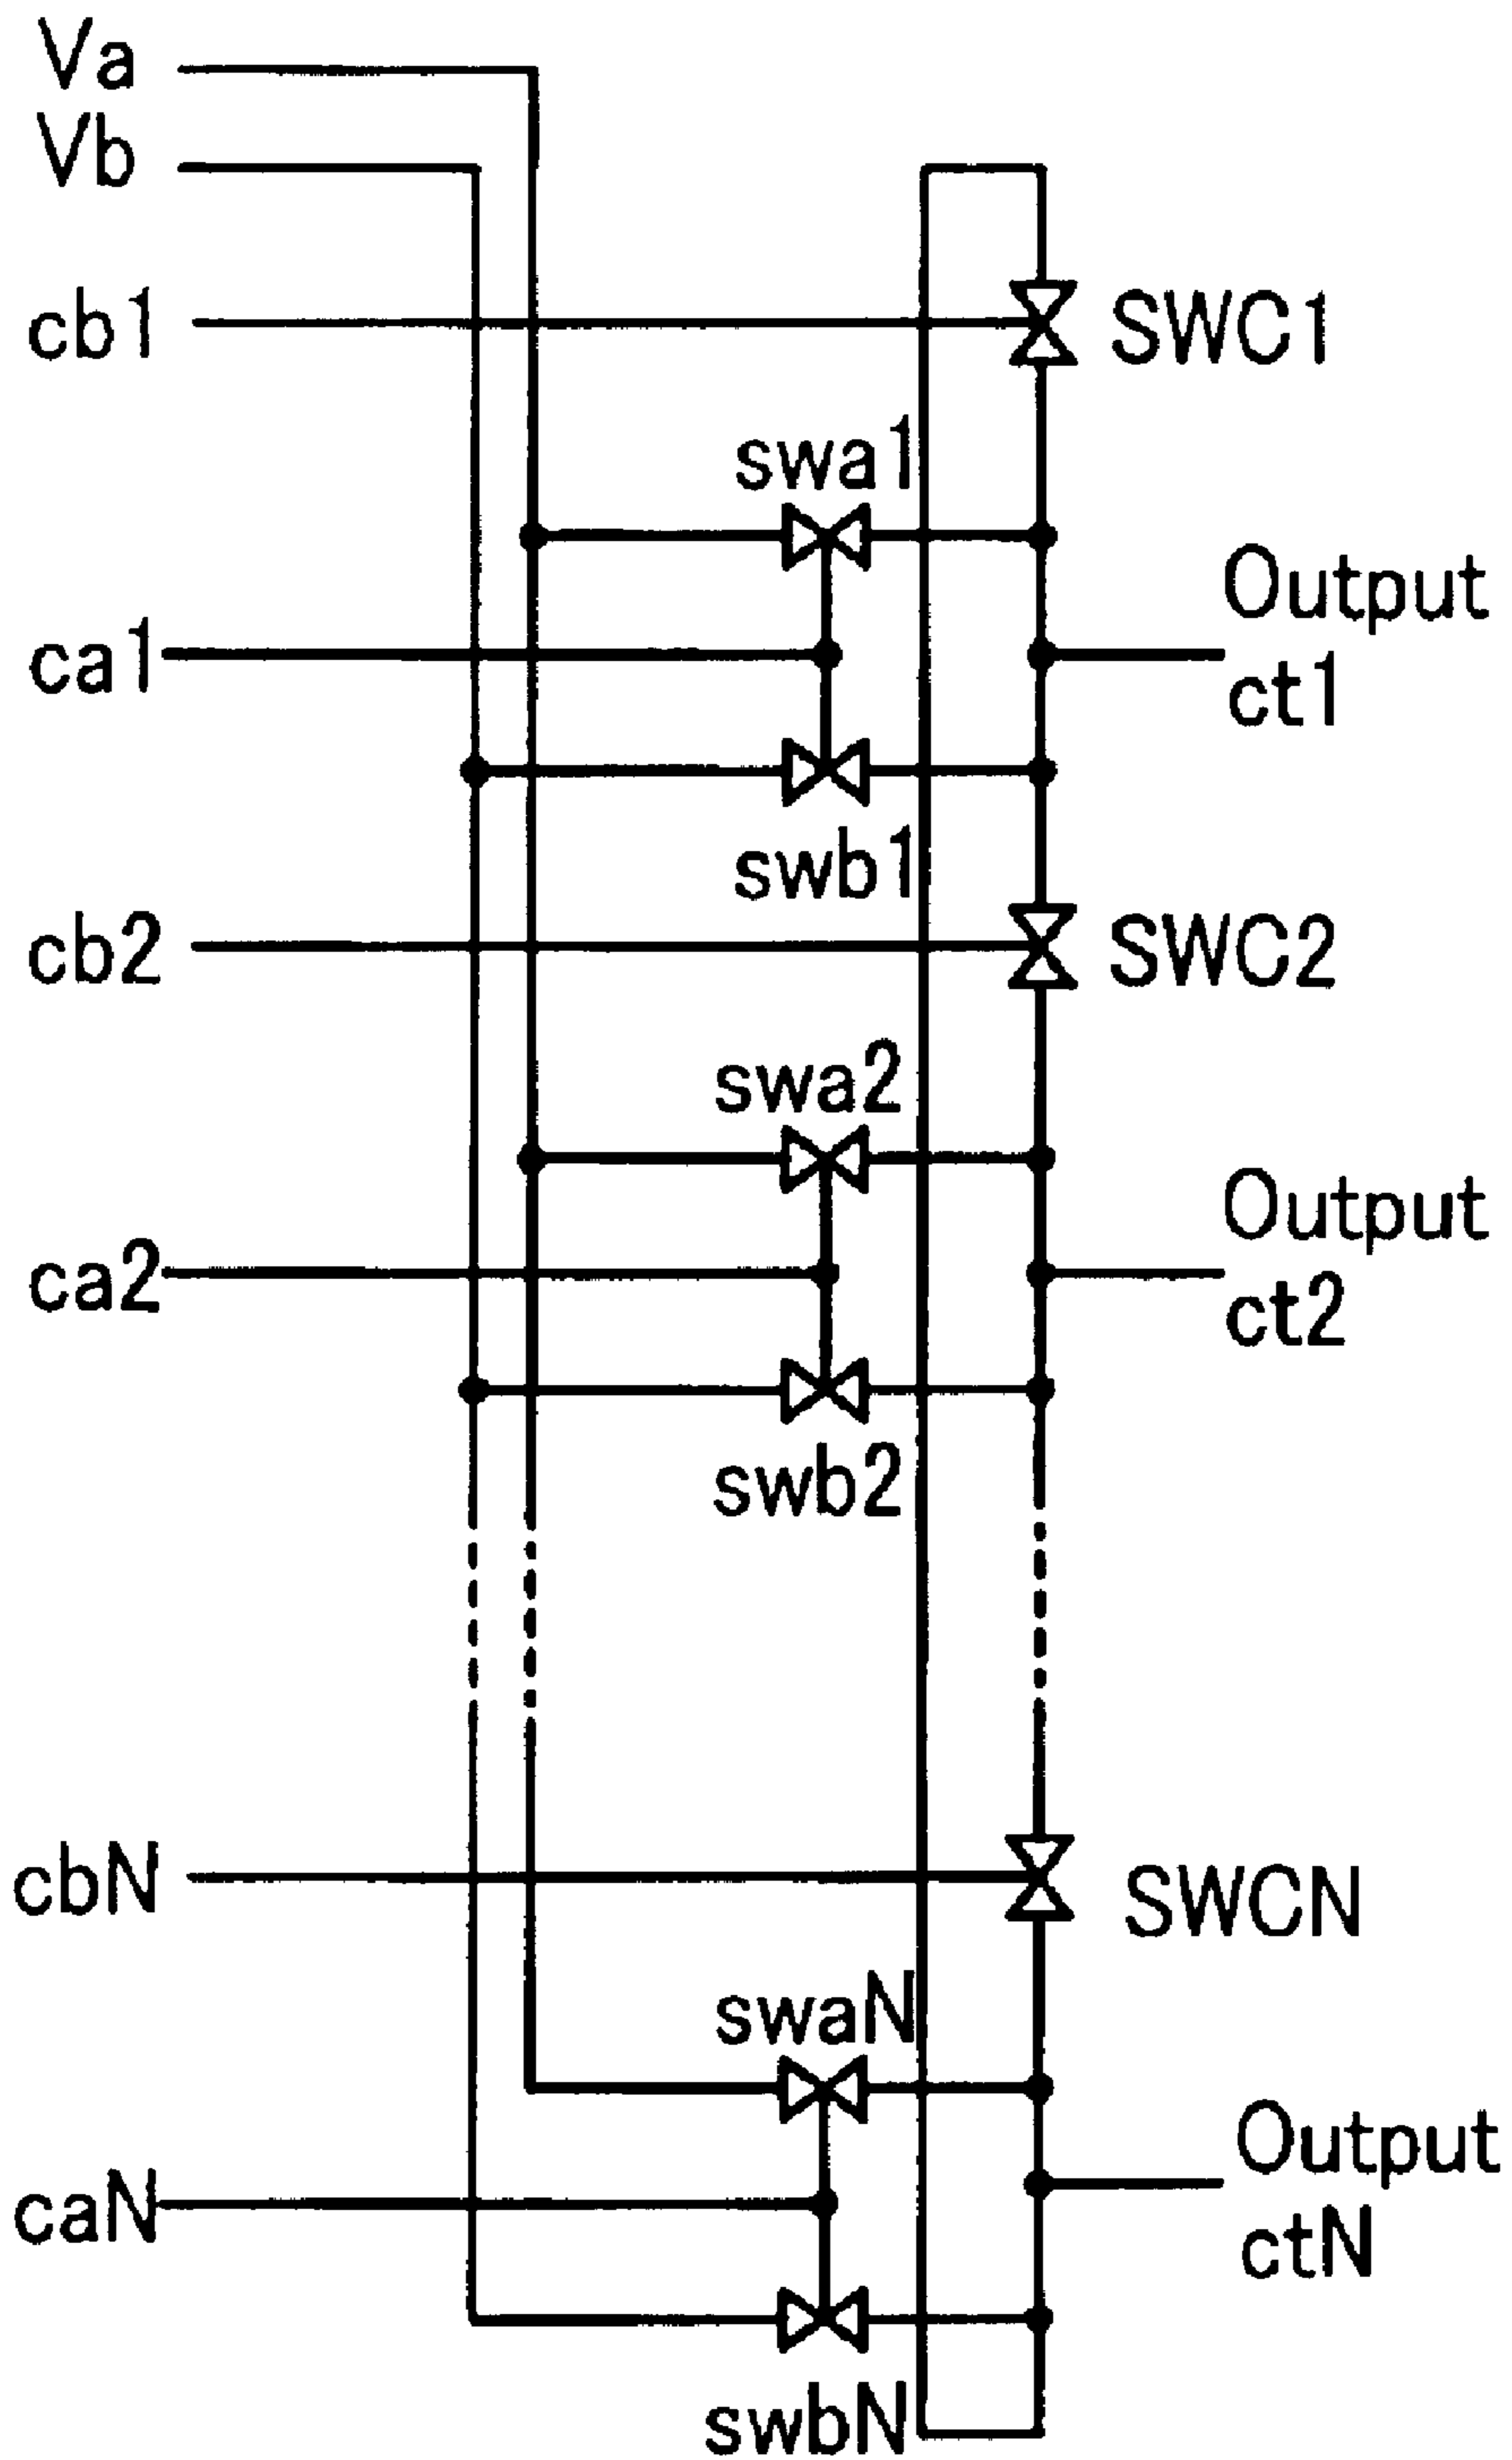 Va
Vb
cb1
SWC1
swa1
Output
ca1
ct1
swb1
cb2
SWC2
swa2
Output
ca2
ct2
swb2
cbN
SWCN
swaN
Output
caN
ctN
swbN